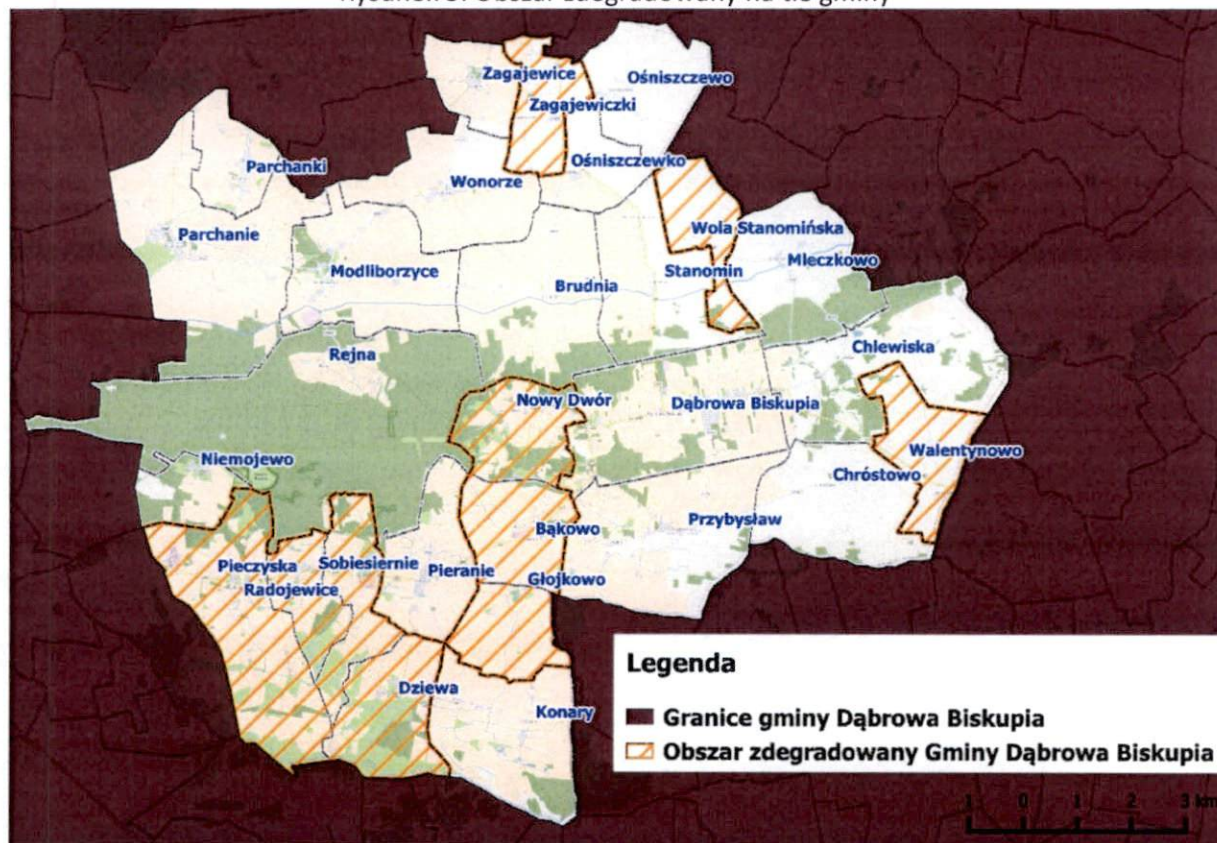 Zagajewice
Ośniszczewo
Zagajewiczki
Parchanki
Ośniszczewko
Wonorze
Parchanie
Wola Stanomińska
Modliborzyce
Stanomin
Mleczkowo
Brudnia
Rejna
Chlewiska
Nowy Dwór
Dąbrowa Biskupia
Niemojewo
Walentynowo
Chróstowo
Przybysław
Bąkowo
Pieczyska
Sobiesiernie
Pieranie
Radojewice
Głojkowo
Dziewa
Konary
Legenda
Granice gminy Dąbrowa Biskupia
Obszar zdegradowany Gminy Dąbrowa Biskupia
1 0 1 2 3 km